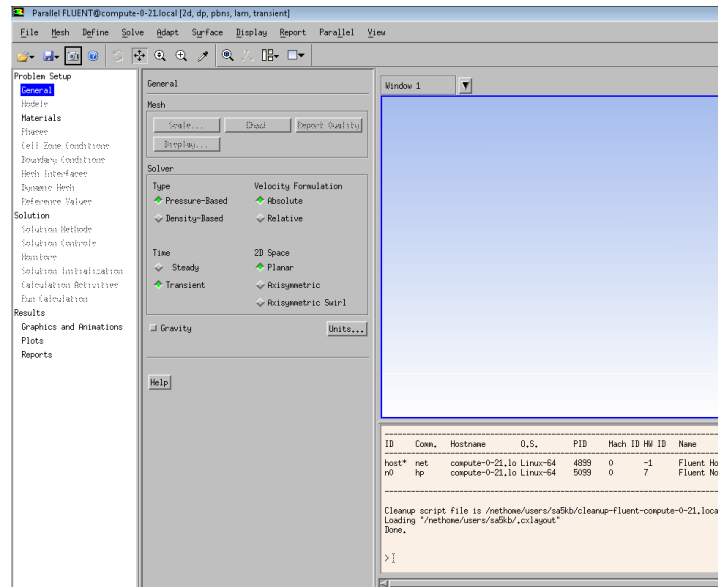 Parallel FLUENT@compute-0-21.local [2d, dp, pbns, lam, transient]
File Mesh Define Solve Adapt Surface Display Report Parallel View
Problem Setup
General
Models
Materials
Phases
Cell Zone Conditions
Boundary Conditions
Mesh Interfaces
Dynamic Mesh
Reference Values
Solution
Solution Methods
Solution Controls
Monitors
Solution Initialization
Calculation Activities
Run Calculation
Results
Graphics and Animations
Plots
Reports
General
Mesh
Scale... Check Report Quality
Display...
Solver
Type Velocity Formulation
Pressure-Based Absolute
Density-Based Relative
Time 2D Space
Steady Planar
Transient Axisymmetric
Axisymmetric Swirl
Gravity Units...
Help
Window 1
ID Comm. Hostname O.S. PID Mach ID HW ID Name
host* net compute-0-21.lo Linux-64 4899 0 -1 Fluent Ho
n0 hp compute-0-21.lo Linux-64 5099 0 7 Fluent No
Cleanup script file is /nethome/users/sa5kb/cleanup-fluent-compute-0-21.loca
Loading "/nethome/users/sa5kb/.cxlayout"
Done.
>